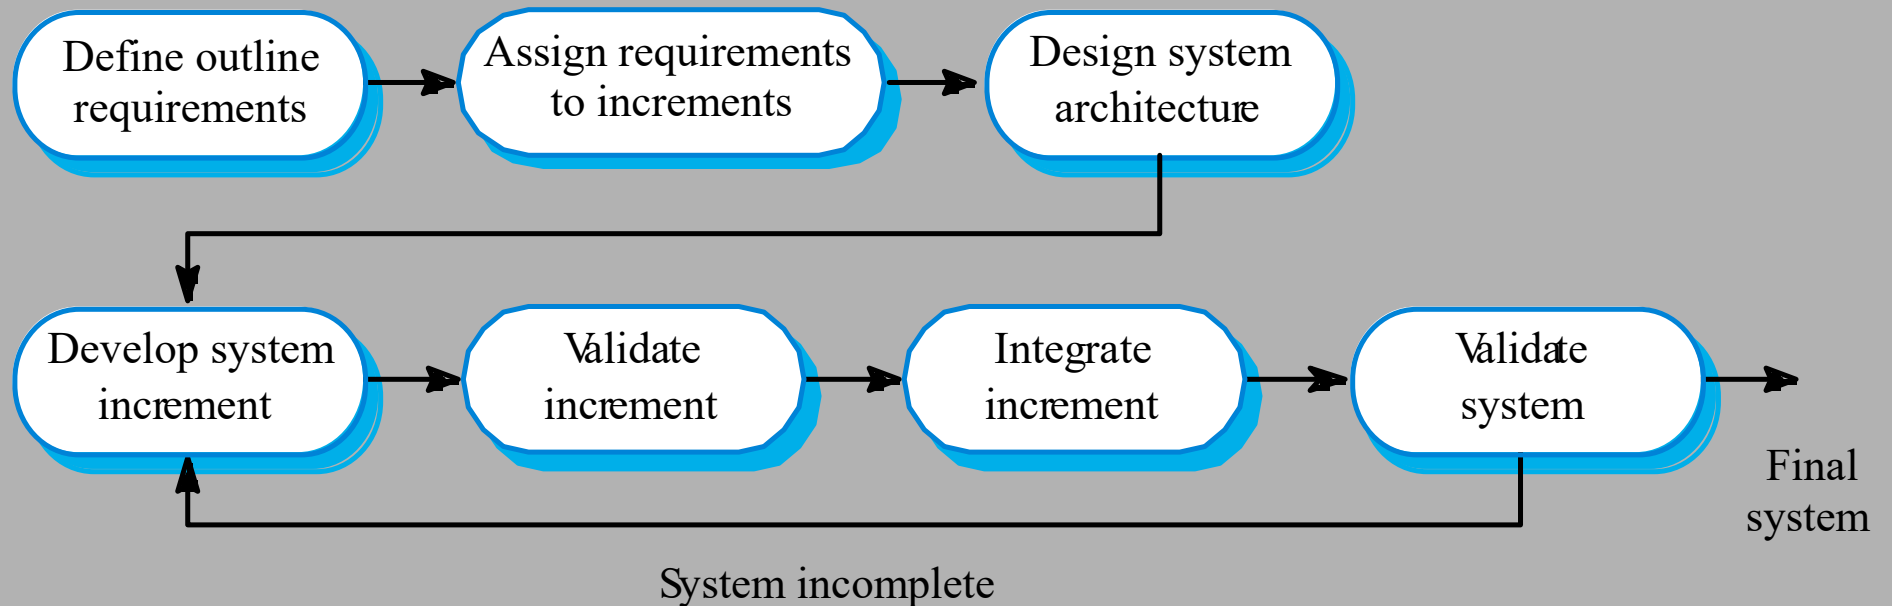 Define outline
requirements
Assign requirements
to increments
Design system
architecture
Develop system
increment
Validate
increment
Integrate
increment
Validate
system
Final
system
System incomplete